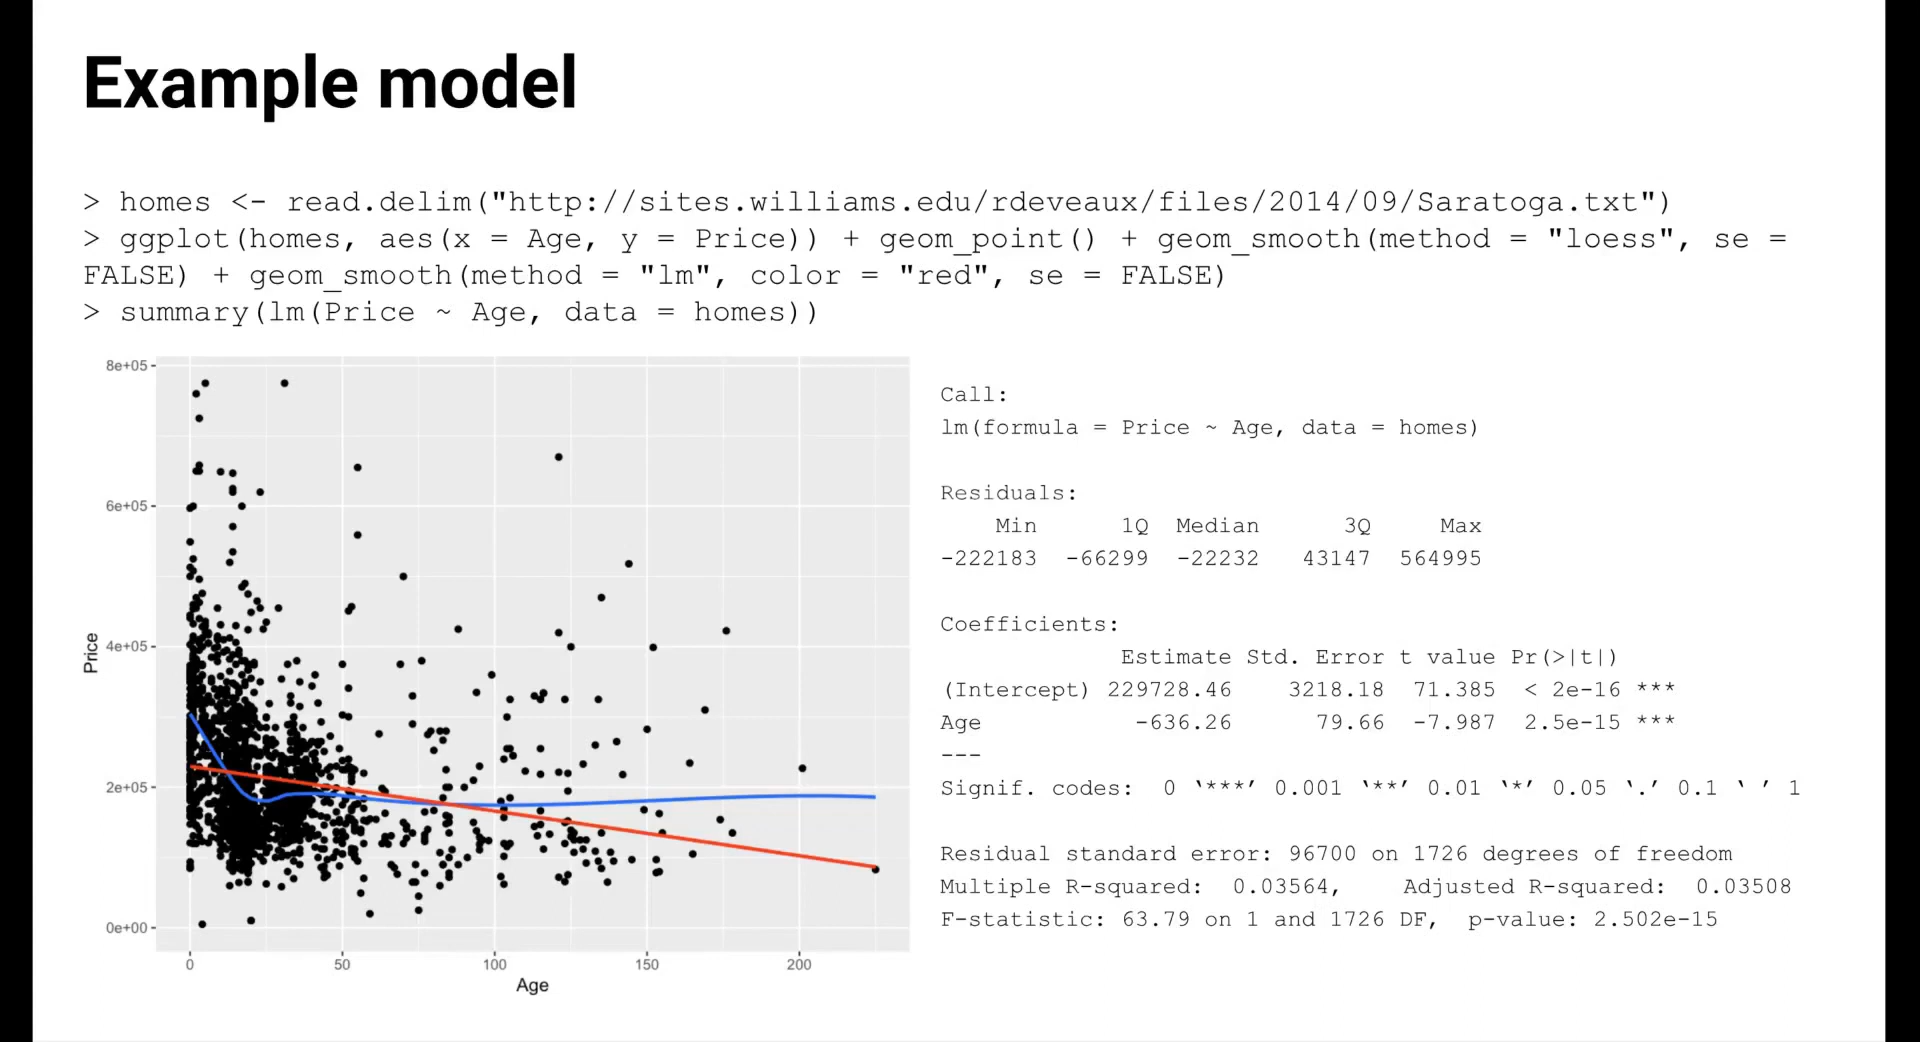 Example model
> homes <- read.delim("http://sites.williams.edu/rdeveaux/files/2014/09/Saratoga.txt")
> ggplot(homes, aes(x = Age, y = Price)) + geom_point() + geom_smooth(method = "loess", se =
FALSE) + geom_smooth(method = "lm", color = "red", se = FALSE)
> summary(lm(Price ~ Age, data = homes))
8e+05
6e+05
4e+05
2e+05
0e+00
Price
0 50 100 150 200
Age
Call:
lm(formula = Price ~ Age, data = homes)
Residuals:
Min 1Q Median 3Q Max
-222183 -66299 -22232 43147 564995
Coefficients:
Estimate Std. Error t value Pr(>|t|)
(Intercept) 229728.46 3218.18 71.385 < 2e-16 ***
Age -636.26 79.66 -7.987 2.5e-15 ***
---
Signif. codes: 0 ‘***’ 0.001 ‘**’ 0.01 ‘*’ 0.05 ‘.’ 0.1 ‘ ’ 1
Residual standard error: 96700 on 1726 degrees of freedom
Multiple R-squared: 0.03564, Adjusted R-squared: 0.03508
F-statistic: 63.79 on 1 and 1726 DF, p-value: 2.502e-15